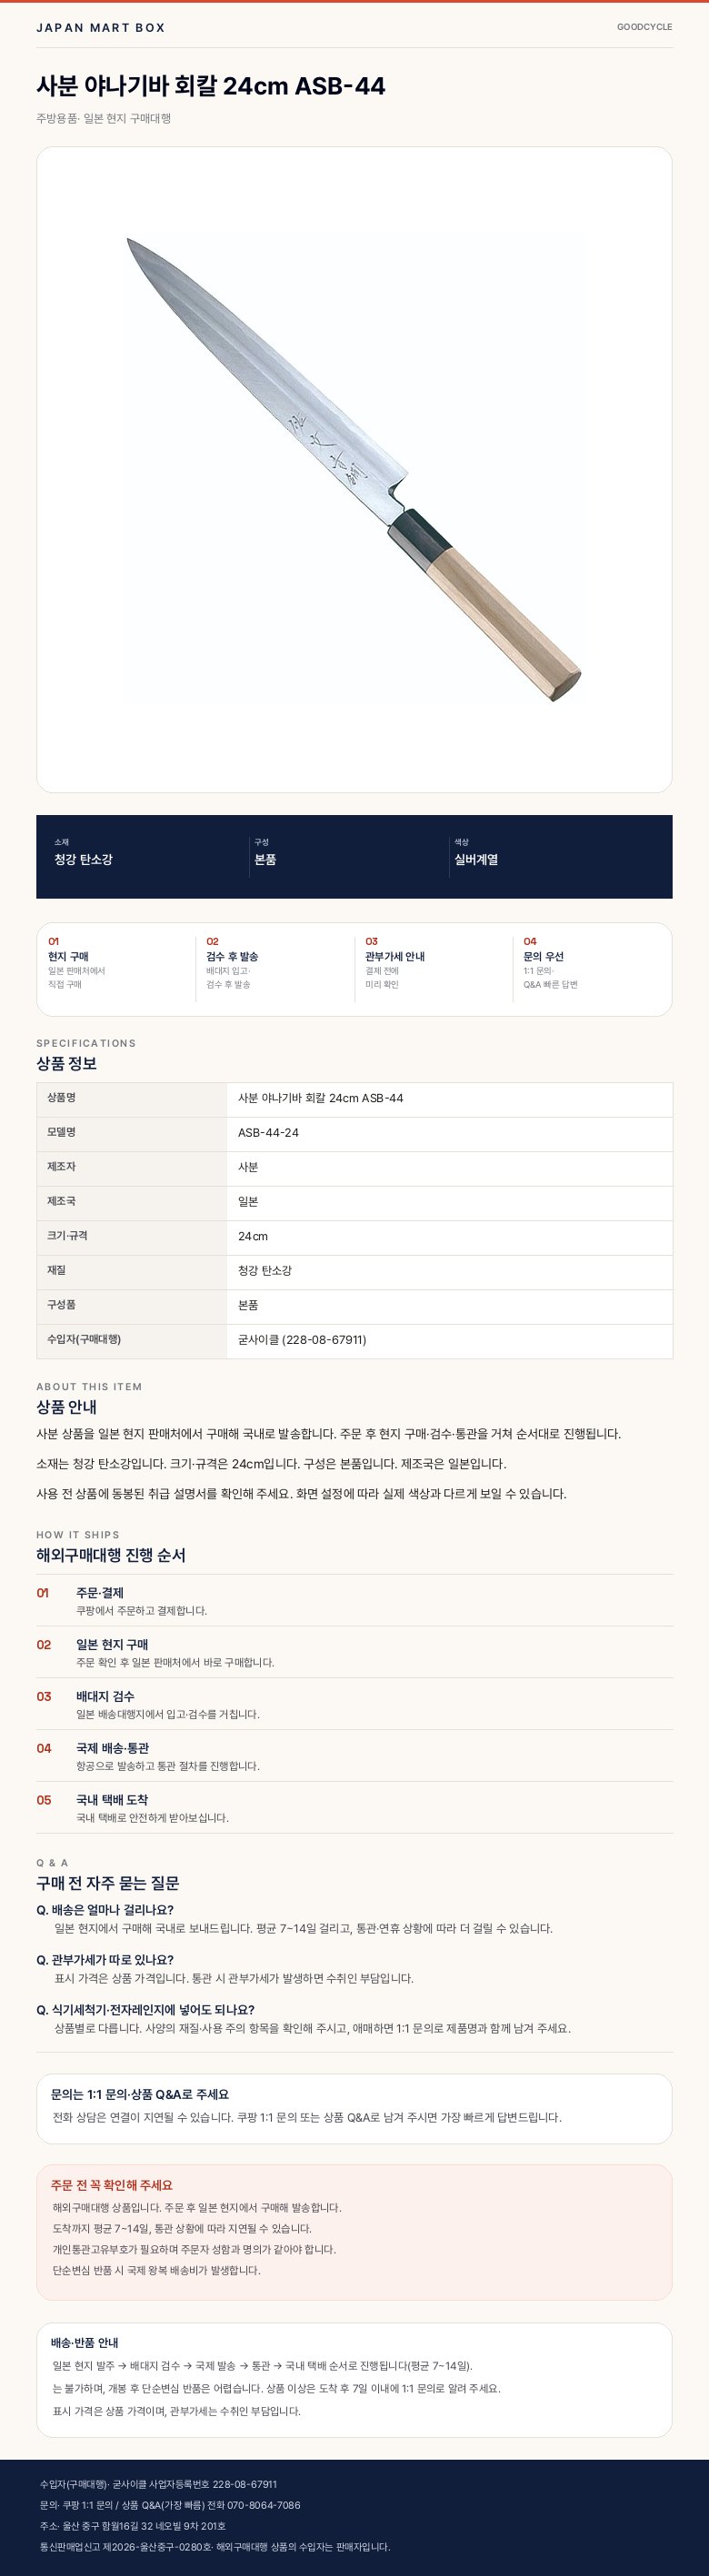 JAPAN MART BOX
GOODCYCLE
사분 야나기바 회칼 24cm ASB-44
주방용품· 일본 현지 구매대행
소재
청강 탄소강
구성
본품
색상
실버계열
01
현지 구매
일본 판매처에서
직접 구매
02
검수 후 발송
배대지 입고·
검수 후 발송
03
관부가세 안내
결제 전에
미리 확인
04
문의 우선
1:1 문의·
Q&A 빠른 답변
SPECIFICATIONS
상품 정보
상품명 사분 야나기바 회칼 24cm ASB-44
모델명 ASB-44-24
제조자 사분
제조국 일본
크기·규격 24cm
재질 청강 탄소강
구성품 본품
수입자(구매대행) 굳사이클 (228-08-67911)
ABOUT THIS ITEM
상품 안내
사분 상품을 일본 현지 판매처에서 구매해 국내로 발송합니다. 주문 후 현지 구매·검수·통관을 거쳐 순서대로 진행됩니다.
소재는 청강 탄소강입니다. 크기·규격은 24cm입니다. 구성은 본품입니다. 제조국은 일본입니다.
사용 전 상품에 동봉된 취급 설명서를 확인해 주세요. 화면 설정에 따라 실제 색상과 다르게 보일 수 있습니다.
HOW IT SHIPS
해외구매대행 진행 순서
01 주문·결제
쿠팡에서 주문하고 결제합니다.
02 일본 현지 구매
주문 확인 후 일본 판매처에서 바로 구매합니다.
03 배대지 검수
일본 배송대행지에서 입고·검수를 거칩니다.
04 국제 배송·통관
항공으로 발송하고 통관 절차를 진행합니다.
05 국내 택배 도착
국내 택배로 안전하게 받아보십니다.
Q & A
구매 전 자주 묻는 질문
Q. 배송은 얼마나 걸리나요?
일본 현지에서 구매해 국내로 보내드립니다. 평균 7~14일 걸리고, 통관·연휴 상황에 따라 더 걸릴 수 있습니다.
Q. 관부가세가 따로 있나요?
표시 가격은 상품 가격입니다. 통관 시 관부가세가 발생하면 수취인 부담입니다.
Q. 식기세척기·전자레인지에 넣어도 되나요?
상품별로 다릅니다. 사양의 재질·사용 주의 항목을 확인해 주시고, 애매하면 1:1 문의로 제품명과 함께 남겨 주세요.
문의는 1:1 문의·상품 Q&A로 주세요
전화 상담은 연결이 지연될 수 있습니다. 쿠팡 1:1 문의 또는 상품 Q&A로 남겨 주시면 가장 빠르게 답변드립니다.
주문 전 꼭 확인해 주세요
해외구매대행 상품입니다. 주문 후 일본 현지에서 구매해 발송합니다.
도착까지 평균 7~14일, 통관 상황에 따라 지연될 수 있습니다.
개인통관고유부호가 필요하며 주문자 성함과 명의가 같아야 합니다.
단순변심 반품 시 국제 왕복 배송비가 발생합니다.
배송·반품 안내
일본 현지 발주 → 배대지 검수 → 국제 발송 → 통관 → 국내 택배 순서로 진행됩니다(평균 7~14일).
는 불가하며, 개봉 후 단순변심 반품은 어렵습니다. 상품 이상은 도착 후 7일 이내에 1:1 문의로 알려 주세요.
표시 가격은 상품 가격이며, 관부가세는 수취인 부담입니다.
수입자(구매대행)· 굳사이클 사업자등록번호 228-08-67911
문의· 쿠팡 1:1 문의 / 상품 Q&A(가장 빠름) 전화 070-8064-7086
주소· 울산 중구 함월16길 32 네오빌 9차 201호
통신판매업신고 제2026-울산중구-0280호· 해외구매대행 상품의 수입자는 판매자입니다.